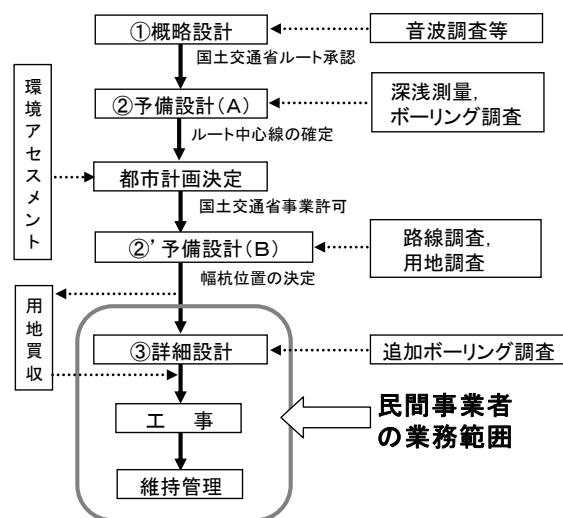 ①概略設計
音波調査等
国土交通省ルート承認
環境アセスメント
②予備設計（A）
深浅測量,
ボーリング調査
ルート中心線の確定
都市計画決定
国土交通省事業許可
②'予備設計（B）
路線調査,
用地調査
幅杭位置の決定
用地買収
③詳細設計
追加ボーリング調査
工　事
民間事業者
の業務範囲
維持管理